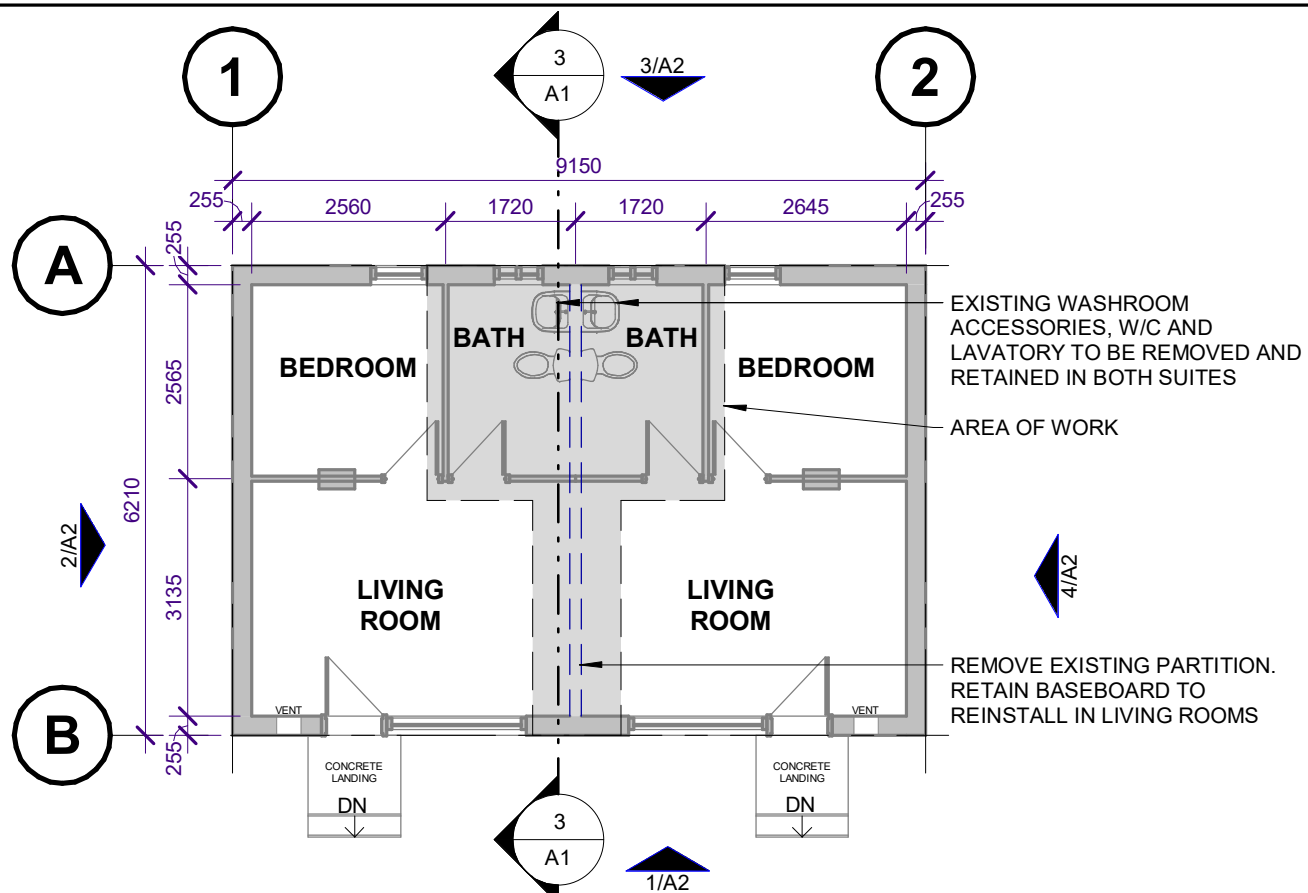 1
3
A1
3/A2
2
9150
255
2560
1720
1720
2645
255
A
255
2565
6210
3135
255
B
2/A2
4/A2
BATH
BATH
BEDROOM
BEDROOM
EXISTING WASHROOM
ACCESSORIES, W/C AND
LAVATORY TO BE REMOVED AND
RETAINED IN BOTH SUITES
AREA OF WORK
LIVING
ROOM
LIVING
ROOM
REMOVE EXISTING PARTITION.
RETAIN BASEBOARD TO
REINSTALL IN LIVING ROOMS
VENT
VENT
CONCRETE
LANDING
DN
CONCRETE
LANDING
DN
3
A1
1/A2